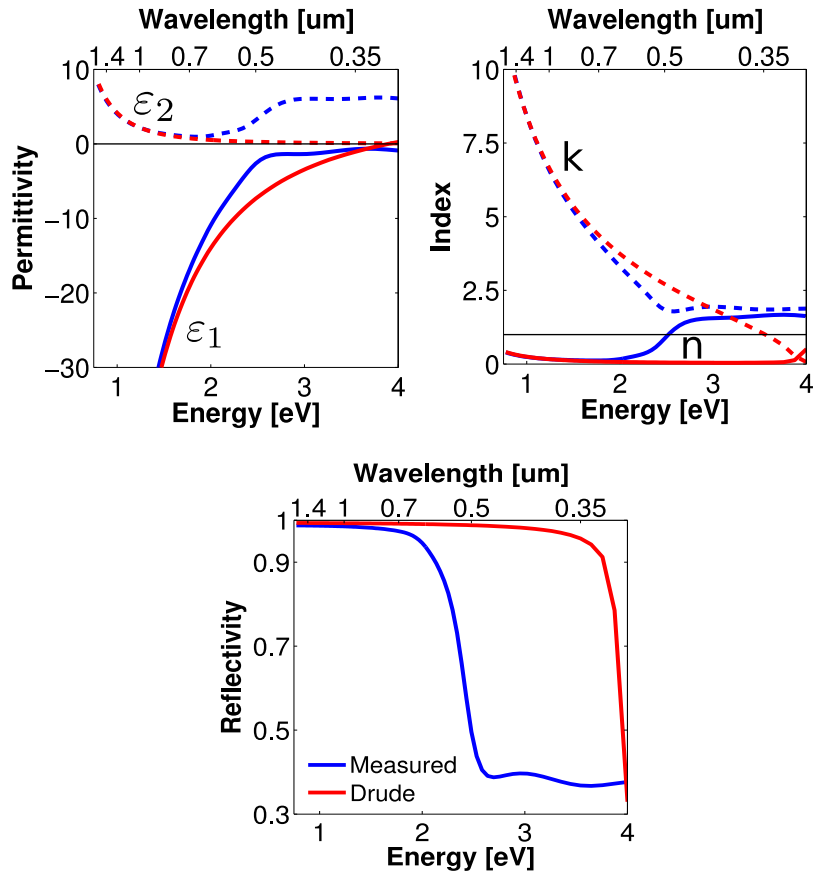 Wavelength [um]
1.4 1 0.7 0.5 0.35
10
0
−10
−20
−30
Permittivity
ε2
ε1
1 2 3 4
Energy [eV]
Wavelength [um]
1.4 1 0.7 0.5 0.35
10
7.5
5
2.5
0
Index
k
n
1 2 3 4
Energy [eV]
Wavelength [um]
1.4 1 0.7 0.5 0.35
1
0.9
0.7
0.5
0.3
Reflectivity
Measured
Drude
1 2 3 4
Energy [eV]